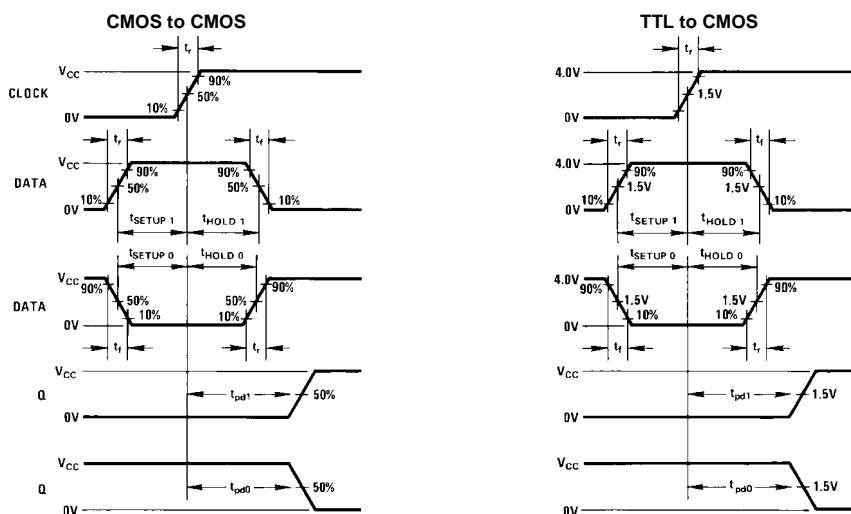 CMOS to CMOS
t_r
V_CC
90%
CLOCK
50%
10%
0V
t_r
t_f
V_CC
90%
90%
DATA
50%
50%
10%
10%
0V
t_SETUP 1
t_HOLD 1
t_SETUP 0
t_HOLD 0
V_CC
90%
90%
50%
50%
DATA
10%
10%
0V
t_f
t_r
V_CC
Q
t_pd1
50%
0V
V_CC
Q
t_pd0
50%
0V
TTL to CMOS
t_r
4.0V
90%
1.5V
10%
0V
t_r
t_f
4.0V
90%
90%
1.5V
1.5V
10%
10%
0V
t_SETUP 1
t_HOLD 1
t_SETUP 0
t_HOLD 0
4.0V
90%
90%
1.5V
1.5V
10%
10%
0V
t_f
t_r
V_CC
t_pd1
1.5V
0V
V_CC
t_pd0
1.5V
0V